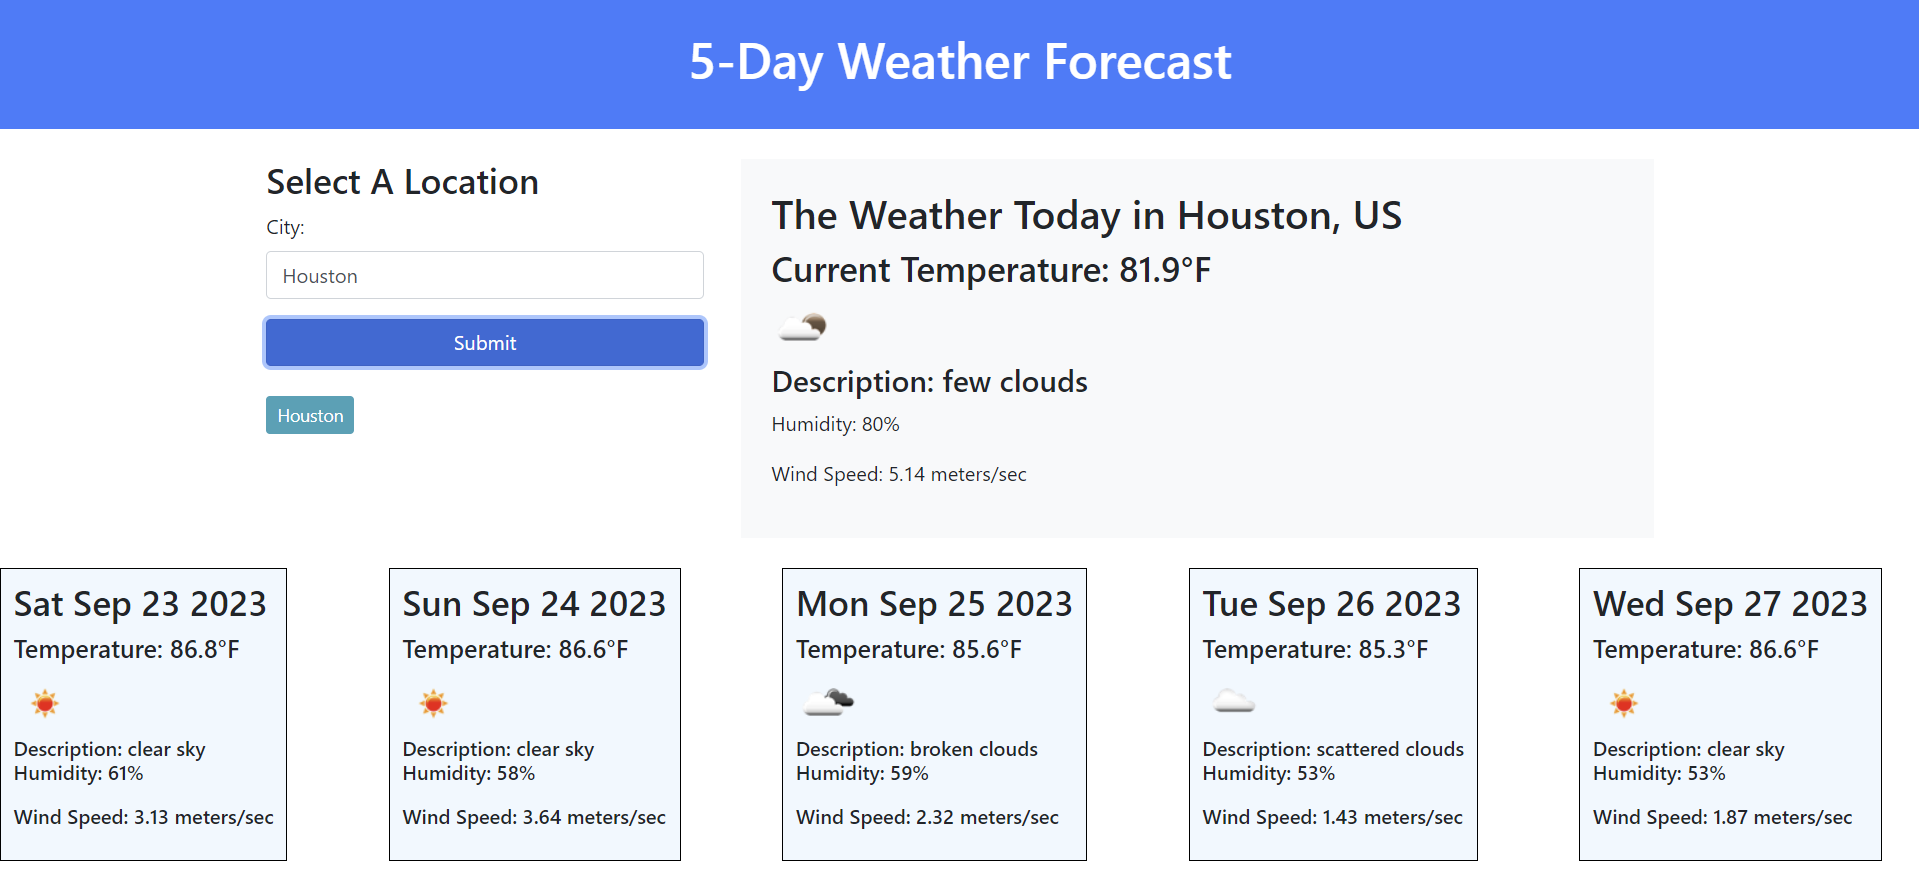 5-Day Weather Forecast
Select A Location
City:
Houston
Submit
Houston
The Weather Today in Houston, US
Current Temperature: 81.9°F
Description: few clouds
Humidity: 80%
Wind Speed: 5.14 meters/sec
Sat Sep 23 2023
Temperature: 86.8°F
Description: clear sky
Humidity: 61%
Wind Speed: 3.13 meters/sec
Sun Sep 24 2023
Temperature: 86.6°F
Description: clear sky
Humidity: 58%
Wind Speed: 3.64 meters/sec
Mon Sep 25 2023
Temperature: 85.6°F
Description: broken clouds
Humidity: 59%
Wind Speed: 2.32 meters/sec
Tue Sep 26 2023
Temperature: 85.3°F
Description: scattered clouds
Humidity: 53%
Wind Speed: 1.43 meters/sec
Wed Sep 27 2023
Temperature: 86.6°F
Description: clear sky
Humidity: 53%
Wind Speed: 1.87 meters/sec